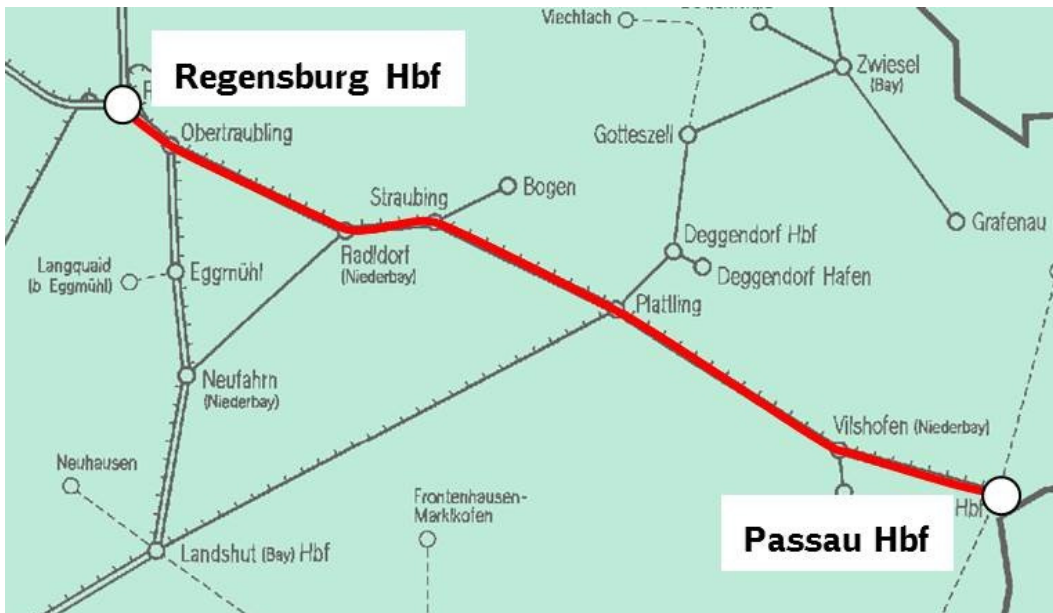 Viechtach
Regensburg Hbf
Zwiesel
(Bay)
Obertraubling
Gotteszell
Straubing
Bogen
Grafenau
Radldorf
(Niederbay)
Deggendorf Hbf
Langquaid
(b Eggmühl)
Eggmühl
Deggendorf Hafen
Plattling
Neufahrn
(Niederbay)
Vilshofen (Niederbay)
Neuhausen
Frontenhausen-
Marklkofen
Hbf
Passau Hbf
Landshut (Bay) Hbf